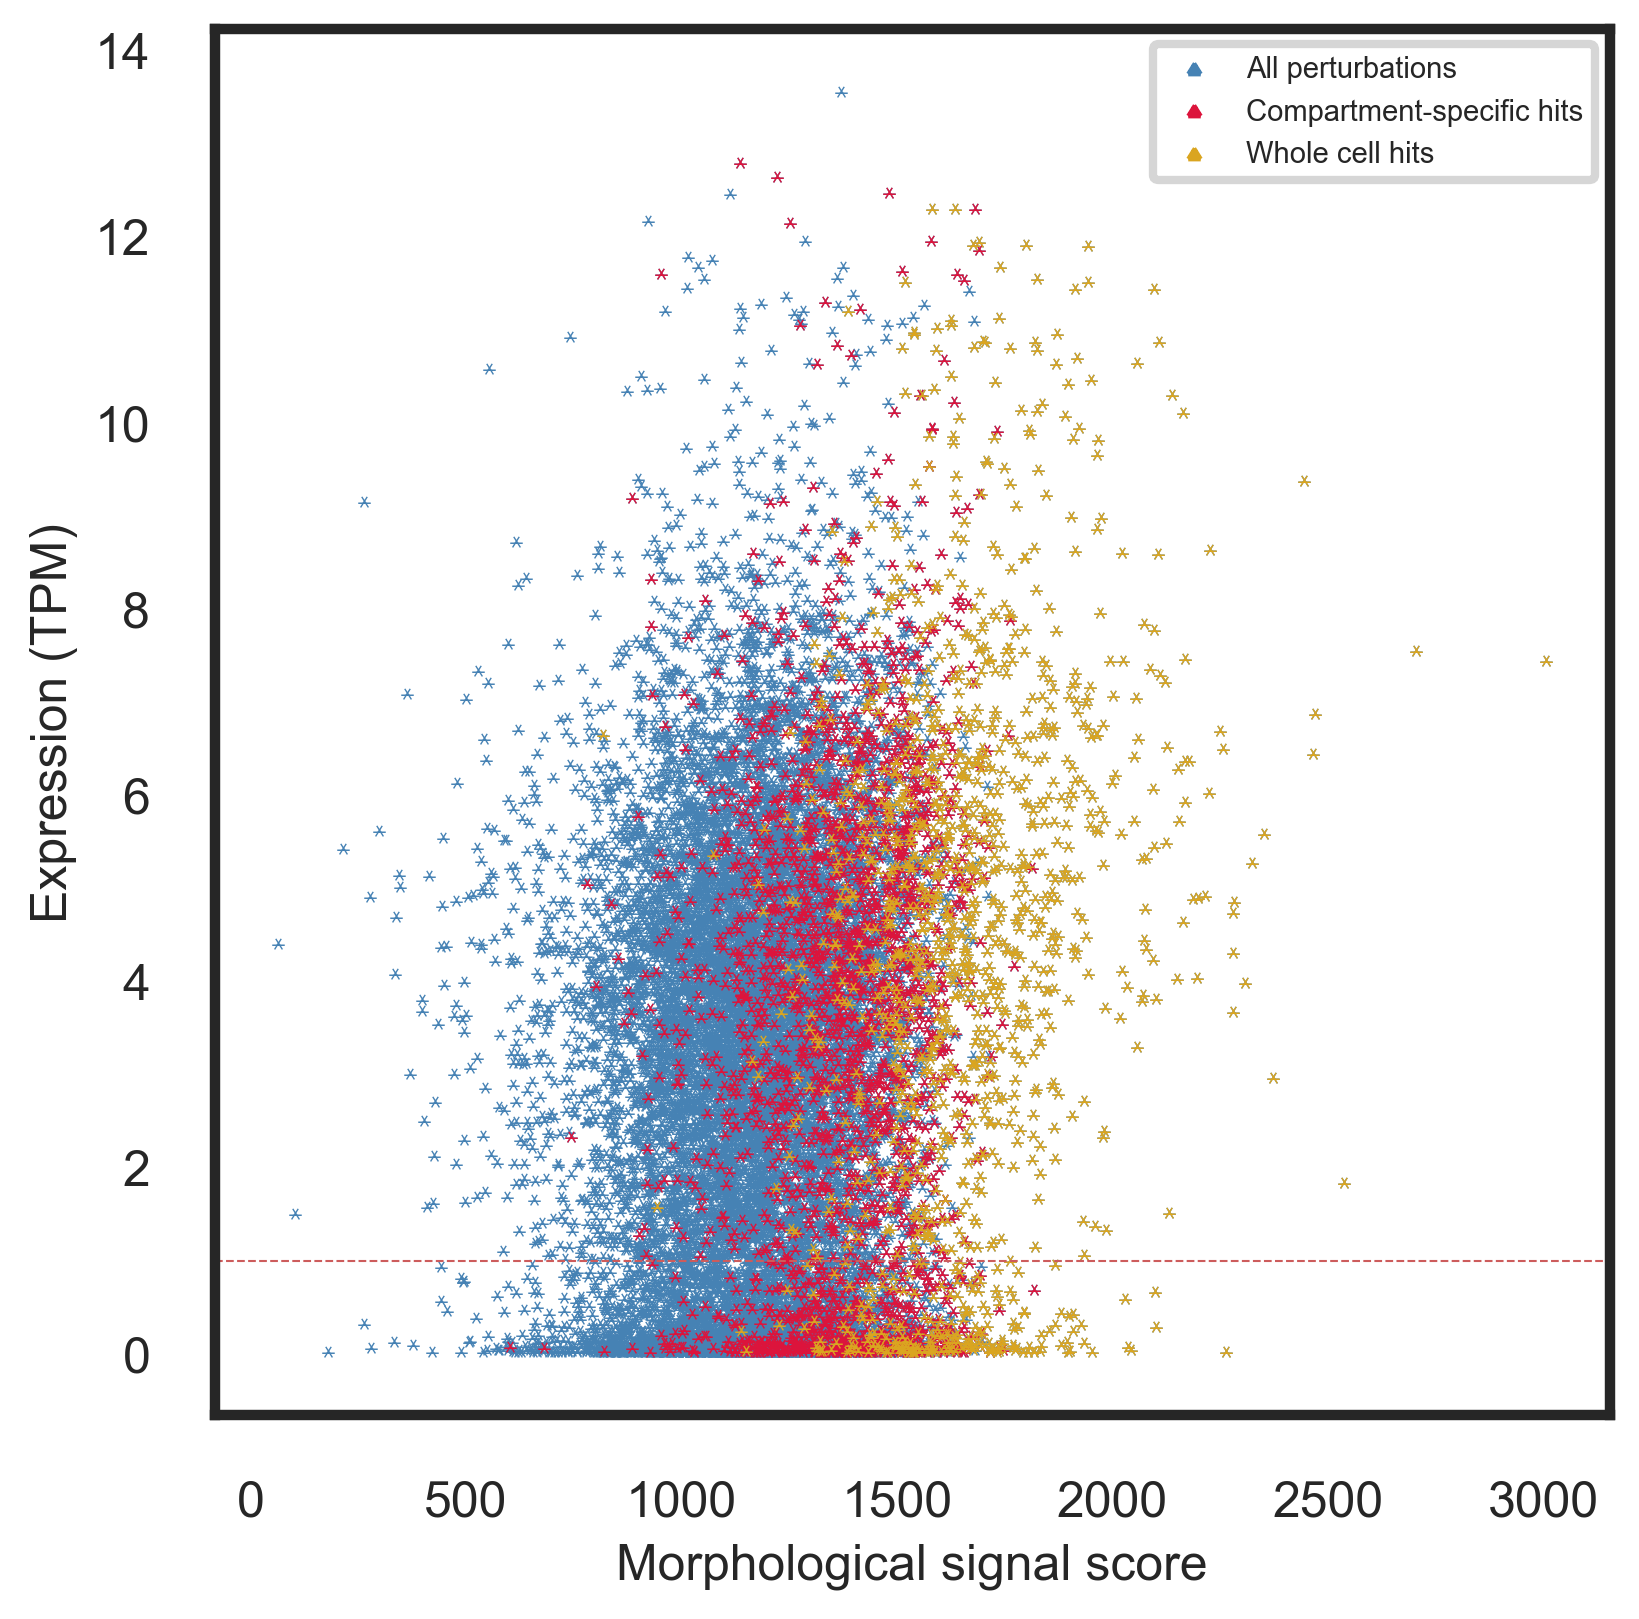 14
12
10
8
6
4
2
0
Expression (TPM)
All perturbations
Compartment-specific hits
Whole cell hits
0 500 1000 1500 2000 2500 3000
Morphological signal score